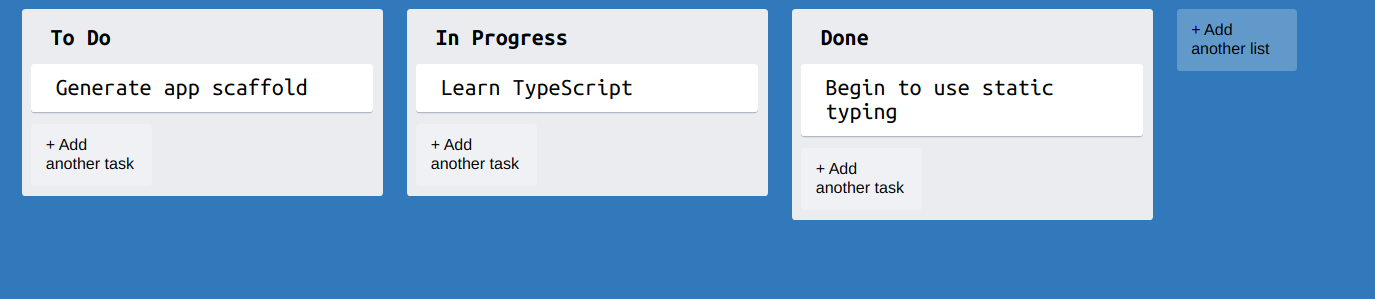 To Do
Generate app scaffold
+ Add
another task
In Progress
Learn TypeScript
+ Add
another task
Done
Begin to use static
typing
+ Add
another task
+ Add
another list